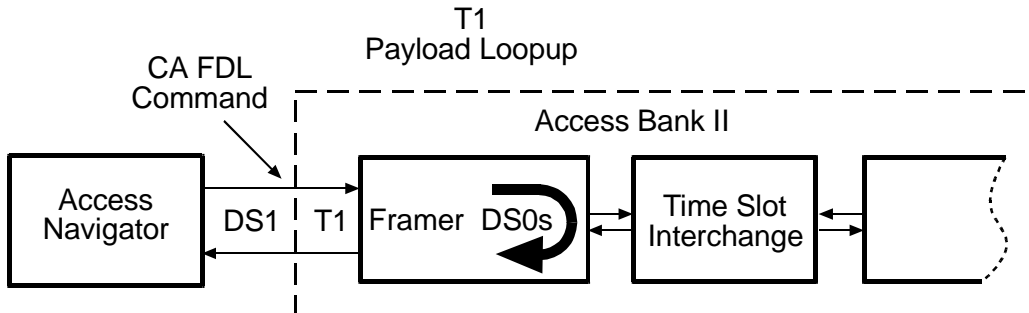 T1
Payload Loopup
CA FDL
Command
Access Bank II
Access
Navigator
DS1
T1
Framer DS0s
Time Slot
Interchange